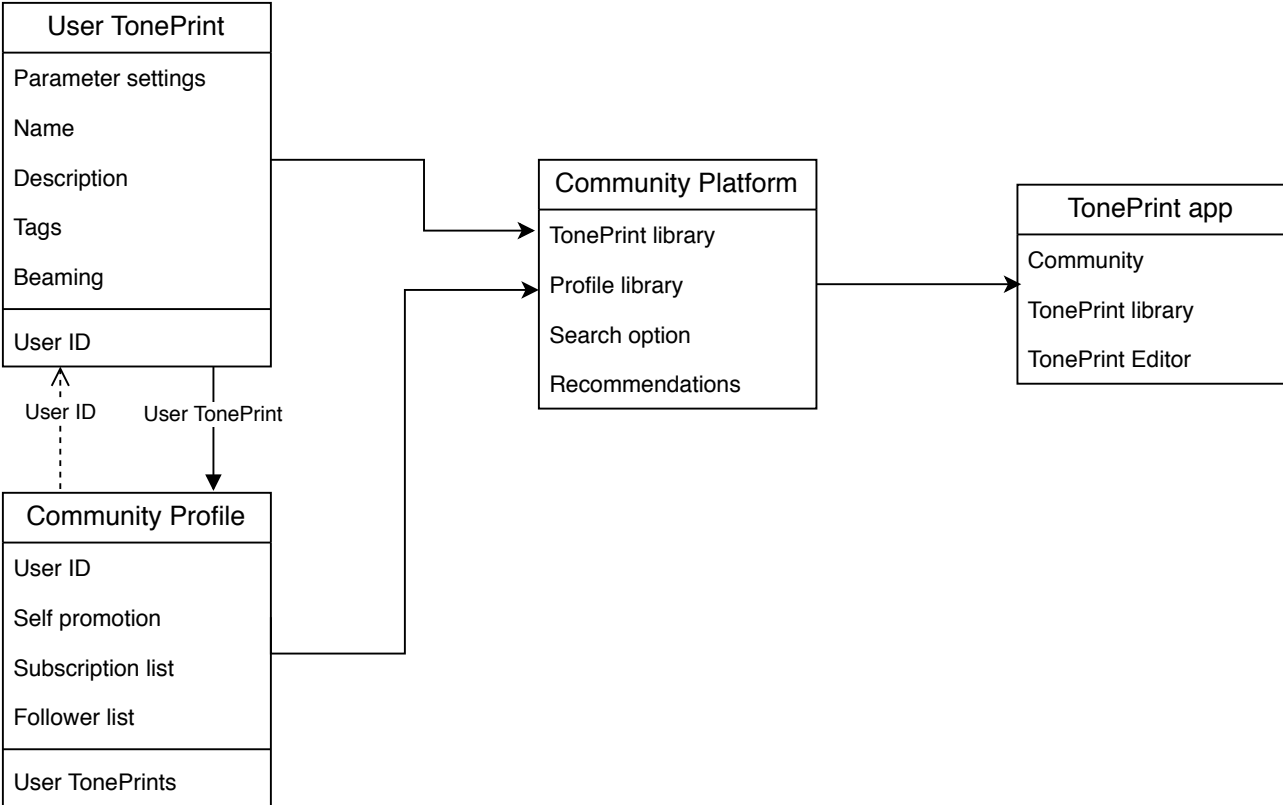 User TonePrint
Parameter settings
Name
Description
Tags
Beaming
User ID
User ID
User TonePrint
Community Profile
User ID
Self promotion
Subscription list
Follower list
User TonePrints
Community Platform
TonePrint library
Profile library
Search option
Recommendations
TonePrint app
Community
TonePrint library
TonePrint Editor